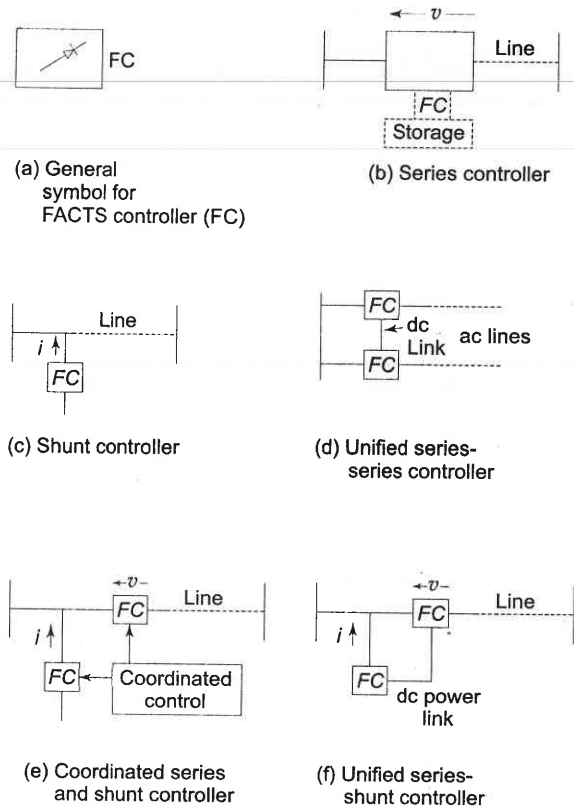 FC
(a) General
symbol for
FACTS controller (FC)
v
Line
FC
Storage
(b) Series controller
Line
i
FC
(c) Shunt controller
FC
dc
Link
ac lines
FC
(d) Unified series-
series controller
v
FC
Line
i
FC
Coordinated
control
(e) Coordinated series
and shunt controller
v
FC
Line
i
FC
dc power
link
(f) Unified series-
shunt controller